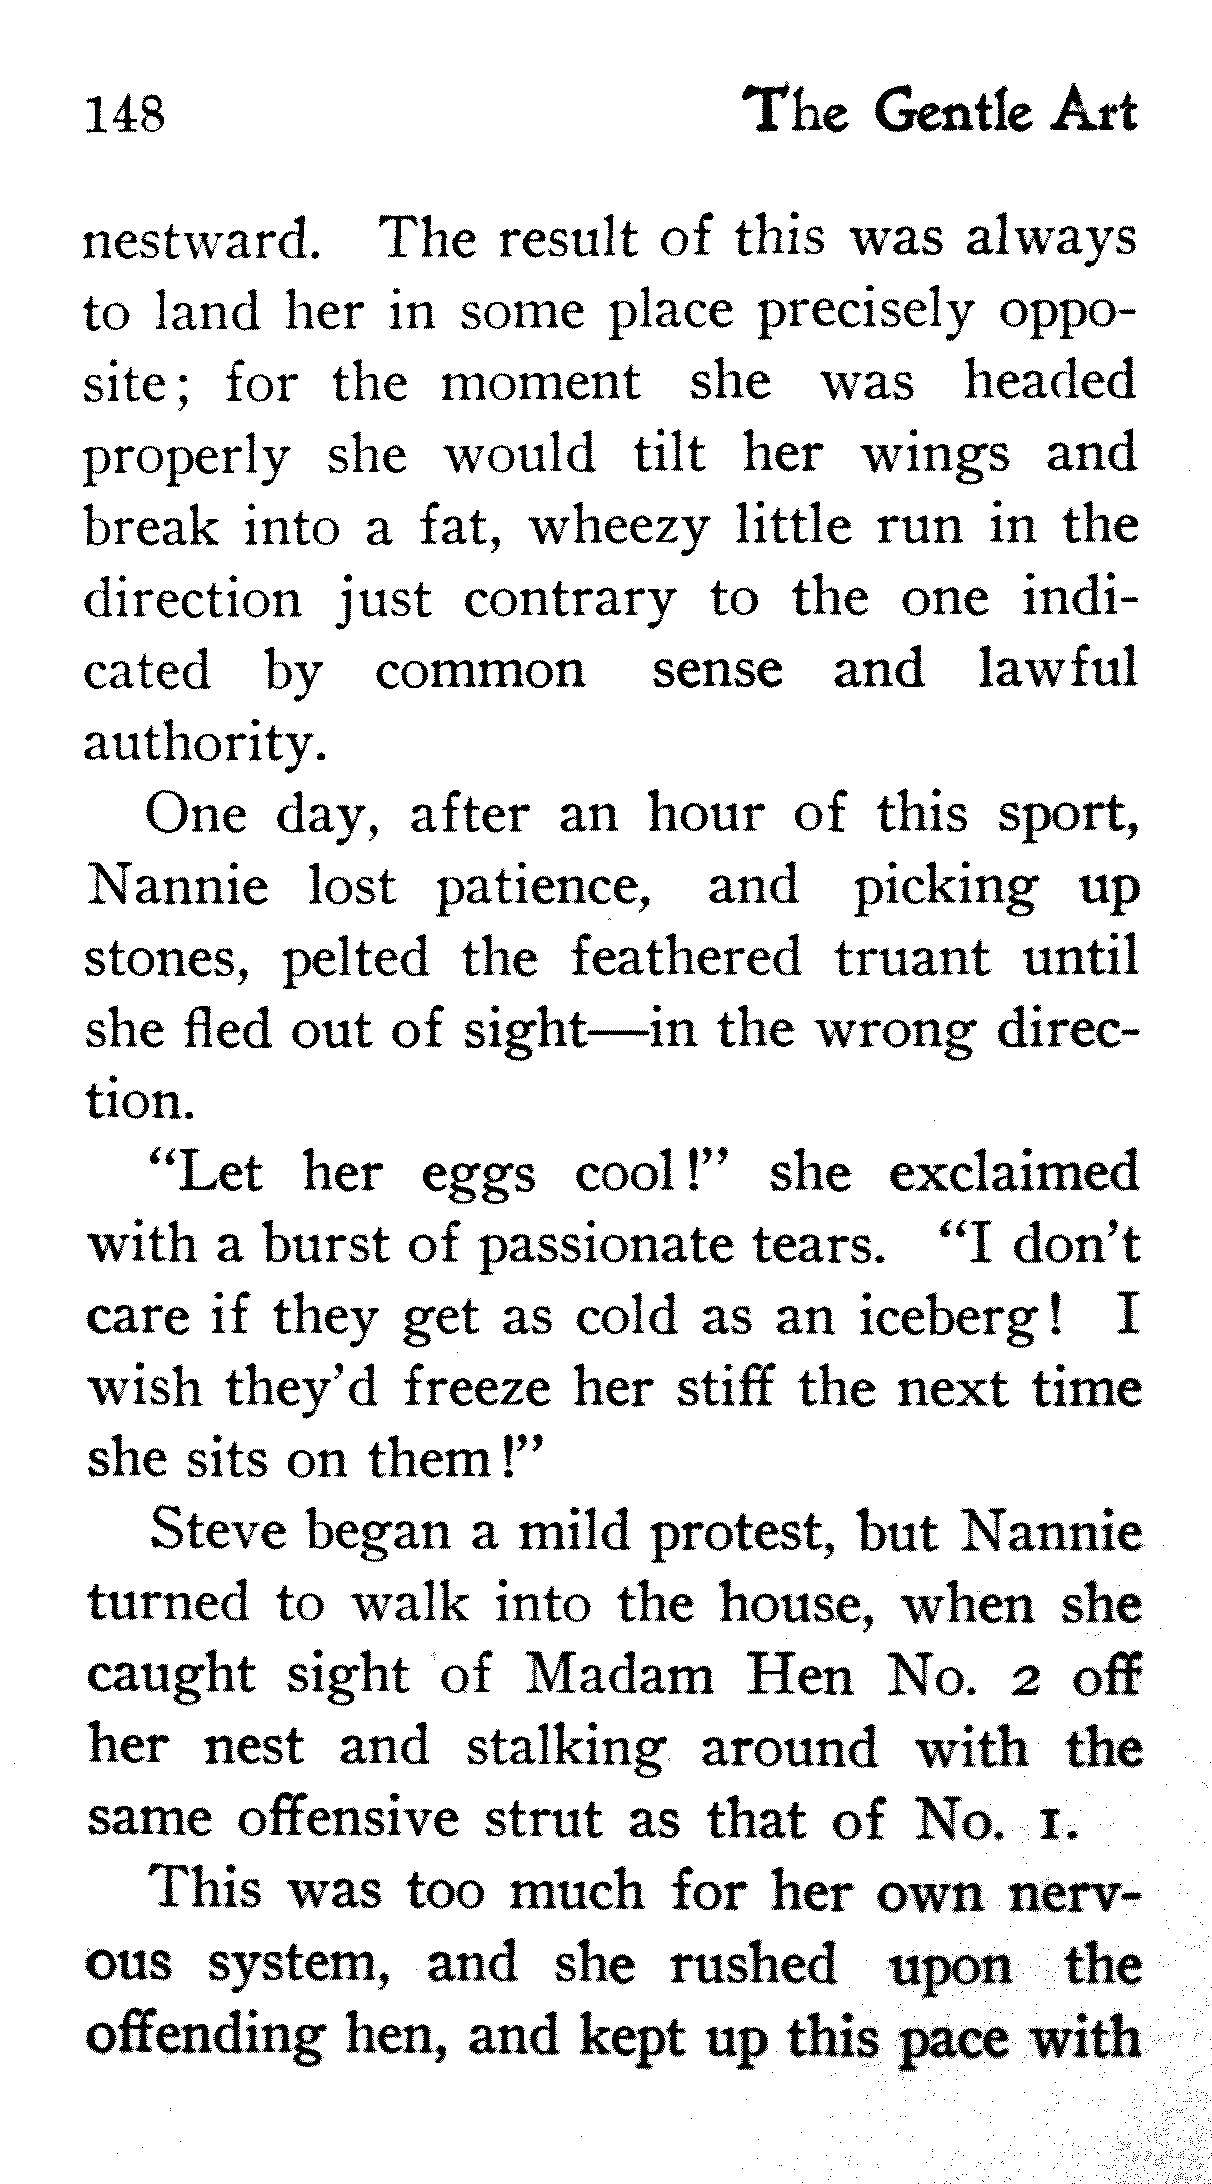 148 The Gentle Art
nestward. The result of this was always
to land her in some place precisely oppo-
site; for the moment she was headed
properly she would tilt her wings and
break into a fat, wheezy little run in the
direction just contrary to the one indi-
cated by common sense and lawful
authority.
One day, after an hour of this sport,
Nannie lost patience, and picking up
stones, pelted the feathered truant until
she fled out of sight—in the wrong direc-
tion.
“Let her eggs cool!” she exclaimed
with a burst of passionate tears. “I don’t
care if they get as cold as an iceberg! I
wish they’d freeze her stiff the next time
she sits on them!”
Steve began a mild protest, but Nannie
turned to walk into the house, when she
caught sight of Madam Hen No. 2 off
her nest and stalking around with the
same offensive strut as that of No. 1.
This was too much for her own nerv-
ous system, and she rushed upon the
offending hen, and kept up this pace with